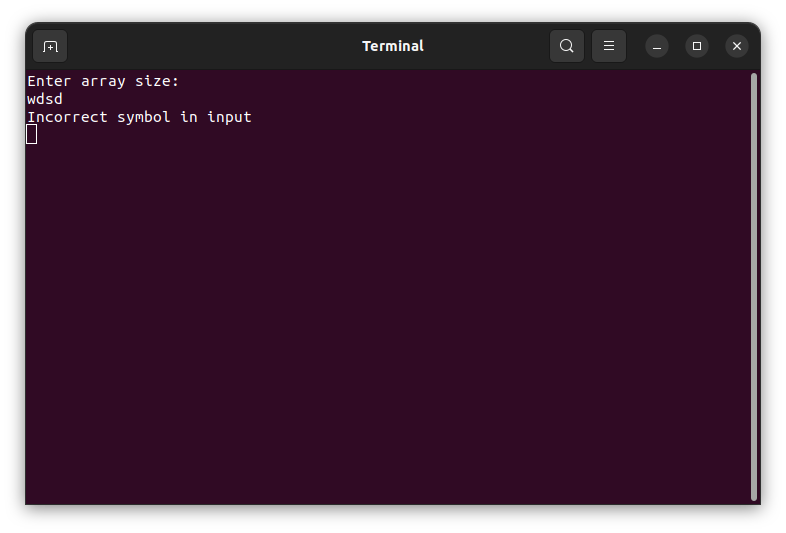 Terminal
Enter array size:
wdsd
Incorrect symbol in input